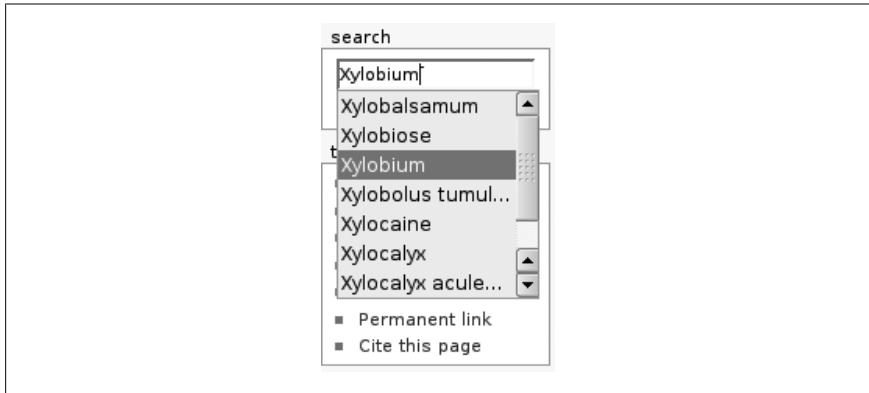 search
Xylobium
Xylobalsamum
Xylobiose
t
Xylobium
Xylobolus tumul...
Xylocaine
Xylocalyx
Xylocalyx acule...
Permanent link
Cite this page